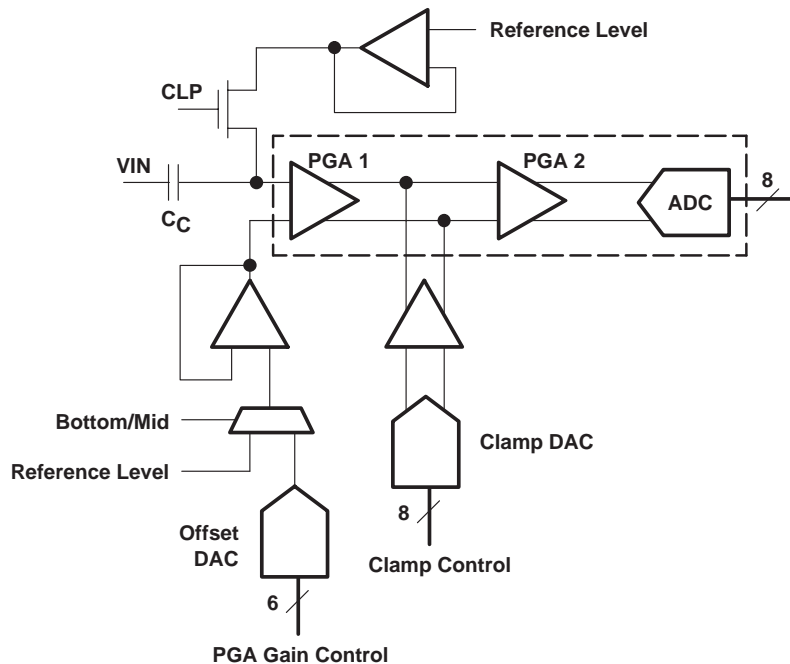 Reference Level
CLP
VIN
CC
PGA 1
PGA 2
ADC
8
Bottom/Mid
Reference Level
Clamp DAC
Offset
DAC
8
Clamp Control
6
PGA Gain Control